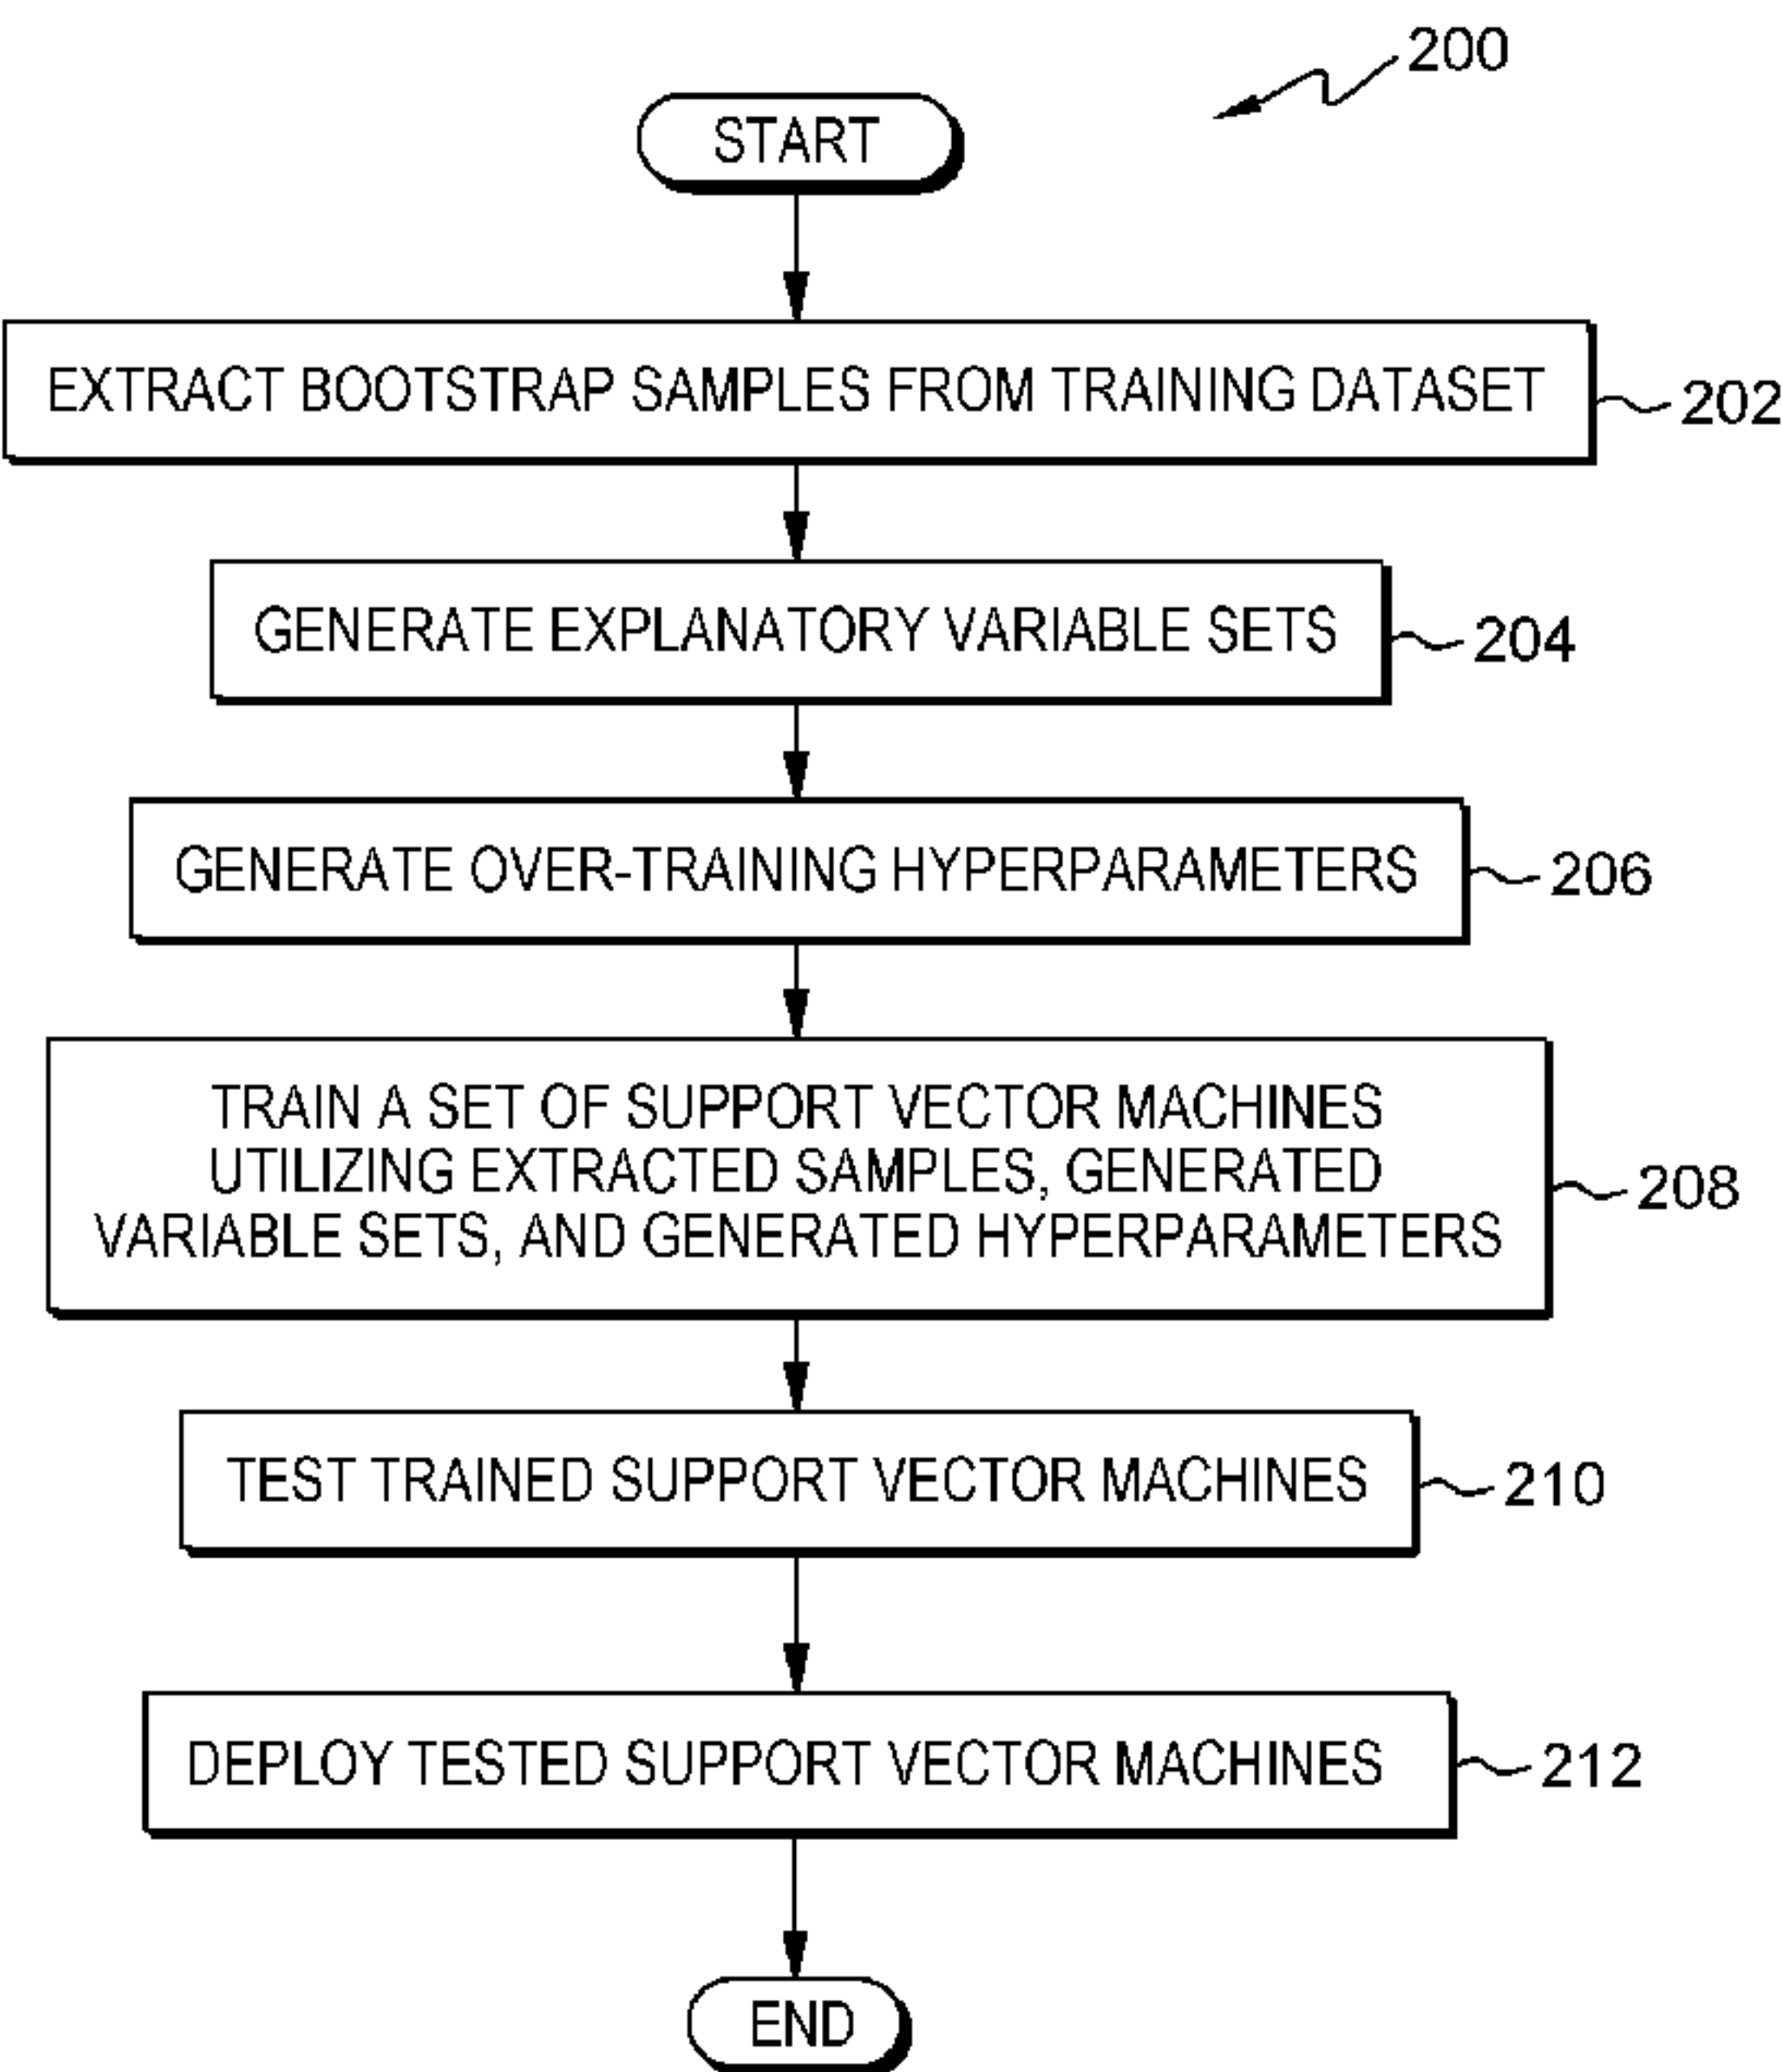 200
START
EXTRACT BOOTSTRAP SAMPLES FROM TRAINING DATASET
202
GENERATE EXPLANATORY VARIABLE SETS
204
GENERATE OVER-TRAINING HYPERPARAMETERS
206
TRAIN A SET OF SUPPORT VECTOR MACHINES
UTILIZING EXTRACTED SAMPLES, GENERATED
VARIABLE SETS, AND GENERATED HYPERPARAMETERS
208
TEST TRAINED SUPPORT VECTOR MACHINES
210
DEPLOY TESTED SUPPORT VECTOR MACHINES
212
END